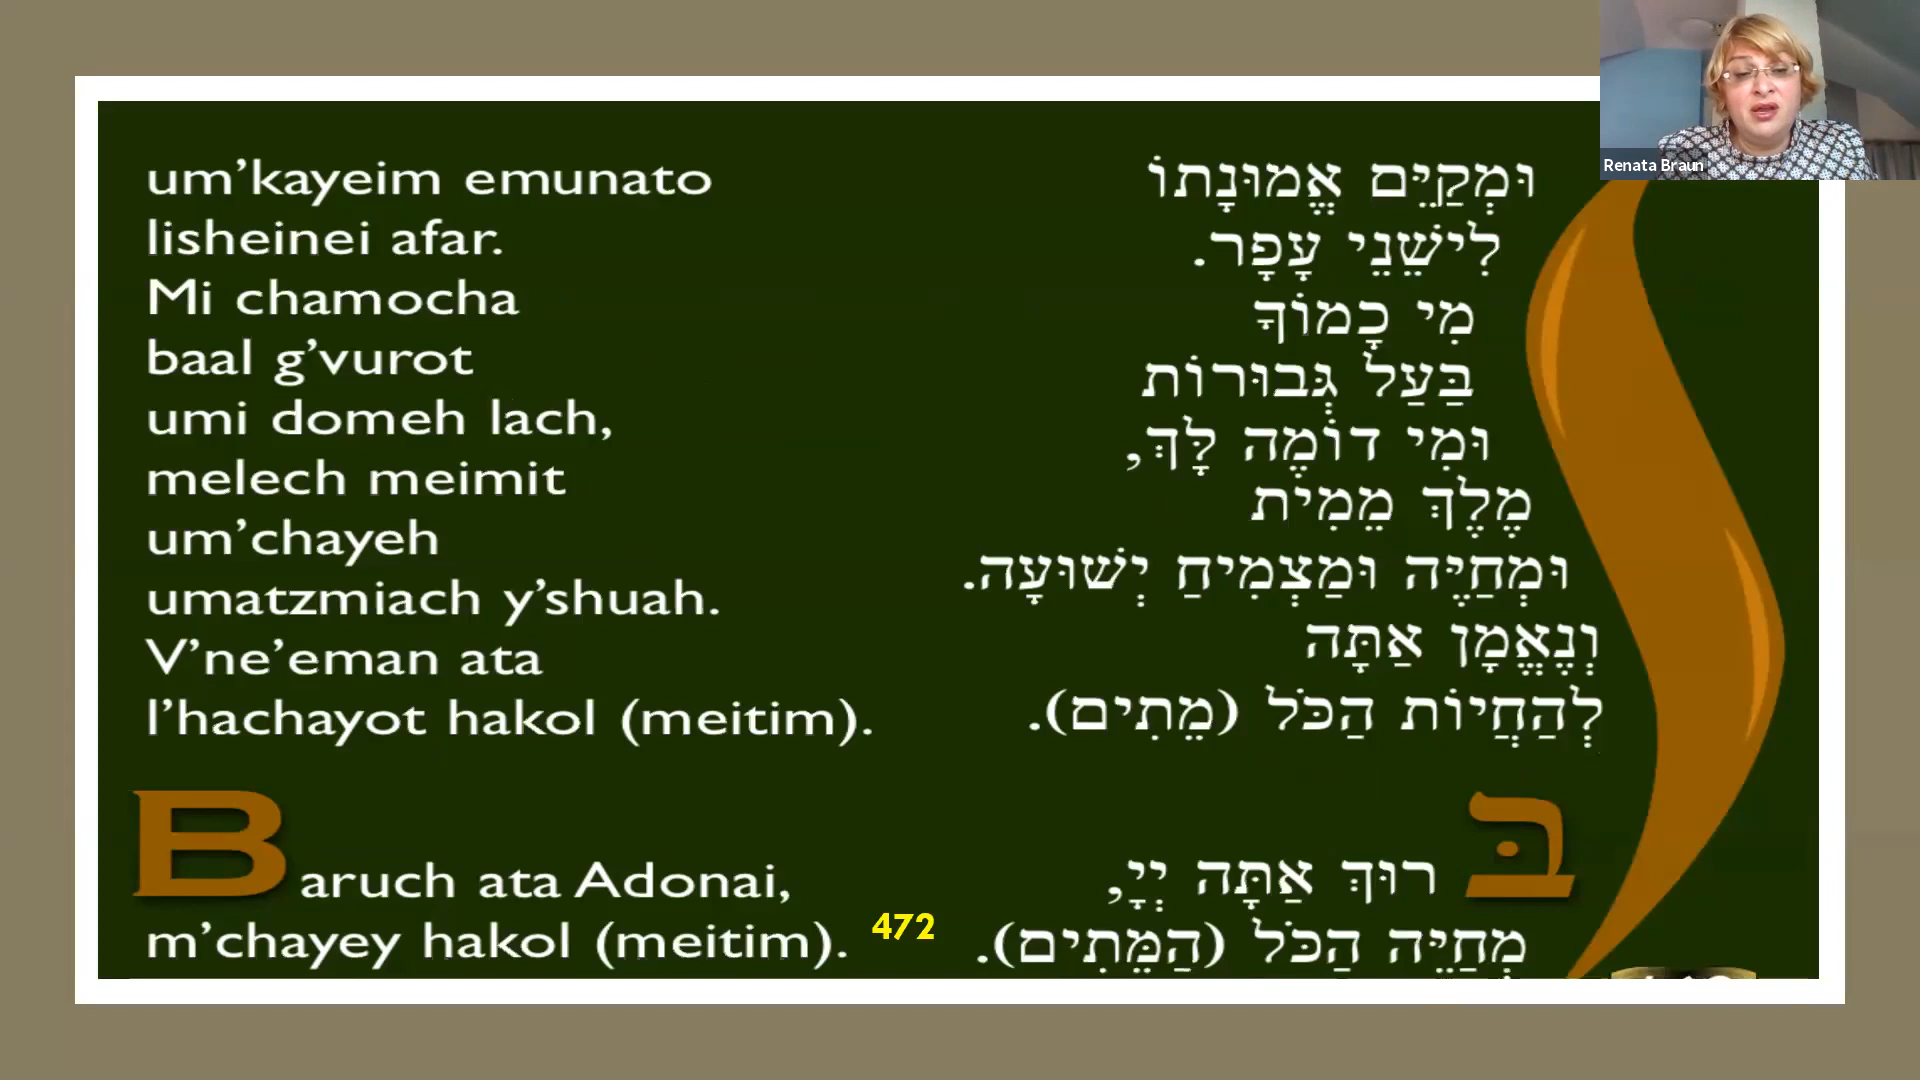 um’kayeim emunato
lisheinei afar.
Mi chamocha
baal g’vurot
umi domeh lach,
melech meimit
um’chayeh
umatzmiach y’shuah.
V’ne’eman ata
l’hachayot hakol (meitim).
Baruch ata Adonai,
m’chayey hakol (meitim).
וּמְקַיֵּם אֱמוּנָתוֹ
לִישֵׁנֵי עָפָר.
מִי כָמוֹךָ
בַּעַל גְּבוּרוֹת
וּמִי דוֹמֶה לָּךְ,
מֶלֶךְ מֵמִית
וּמְחַיֶּה וּמַצְמִיחַ יְשׁוּעָה.
וְנֶאֱמָן אַתָּה
לְהַחֲיוֹת הַכֹּל (מֵתִים).
בָּרוּךְ אַתָּה יְיָ,
מְחַיֵּה הַכֹּל (הַמֵּתִים).
472
Renata Braun